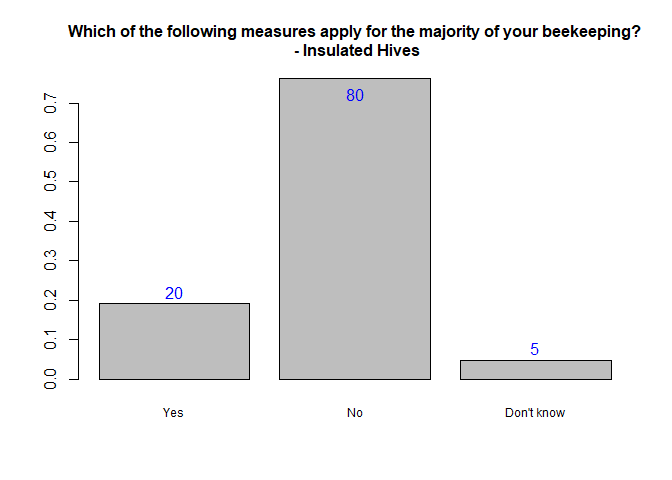 Which of the following measures apply for the majority of your beekeeping?
- Insulated Hives
0.7
0.6
0.5
0.4
0.3
0.2
0.1
0.0
80
20
5
Yes
No
Don't know